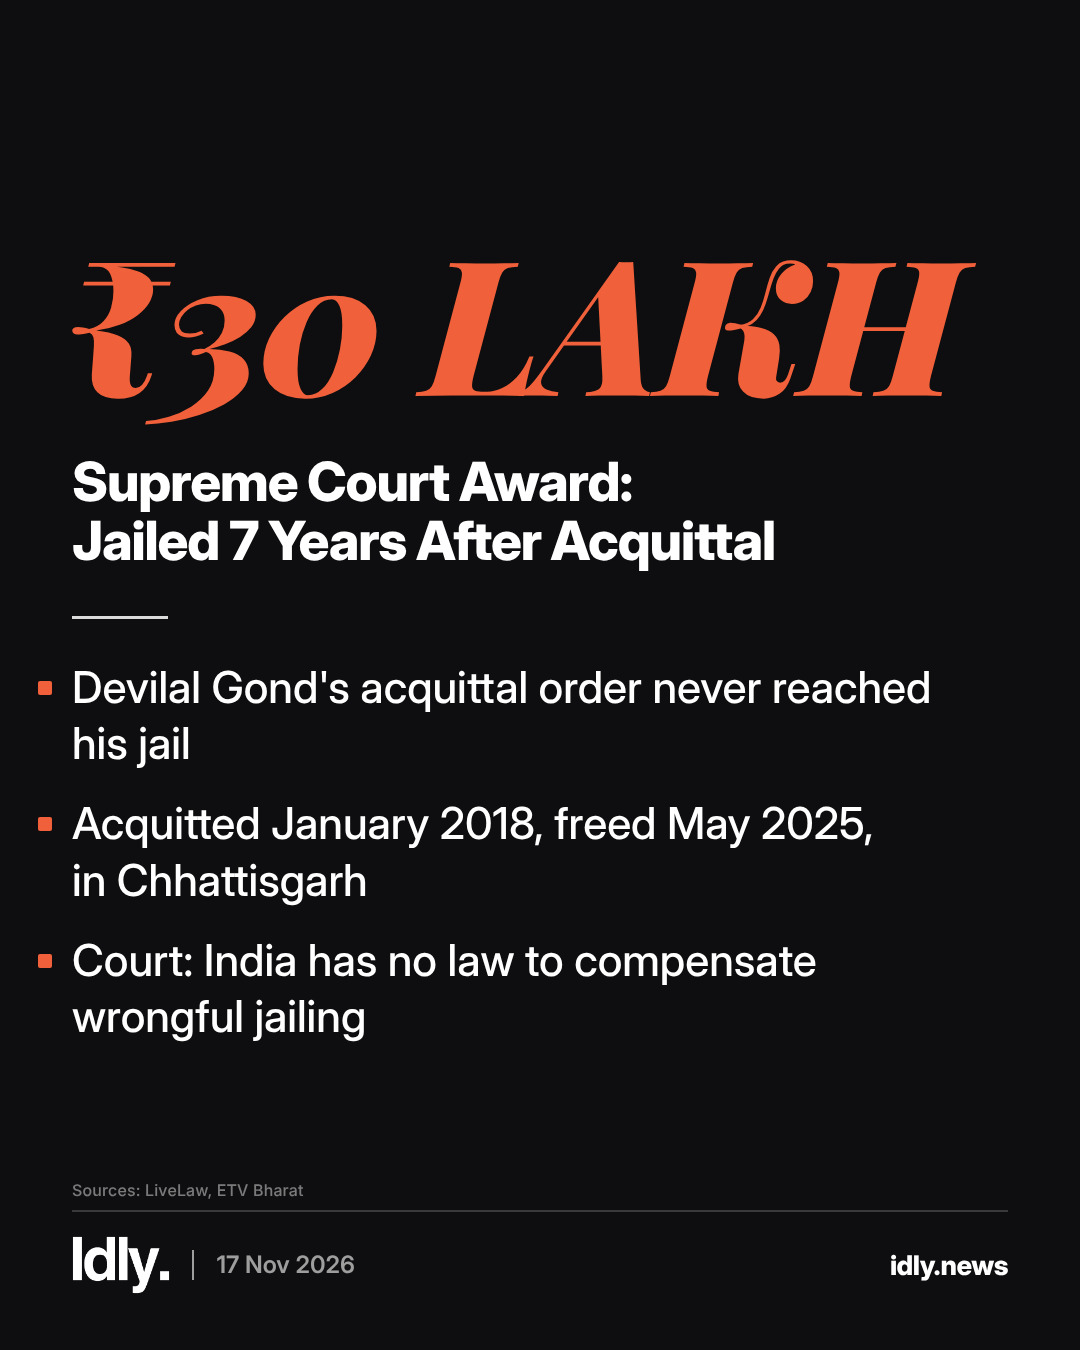 ₹30 LAKH
Supreme Court Award:
Jailed 7 Years After Acquittal
Devilal Gond's acquittal order never reached
his jail
Acquitted January 2018, freed May 2025,
in Chhattisgarh
Court: India has no law to compensate
wrongful jailing
Sources: LiveLaw, ETV Bharat
Idly. | 17 Nov 2026
idly.news